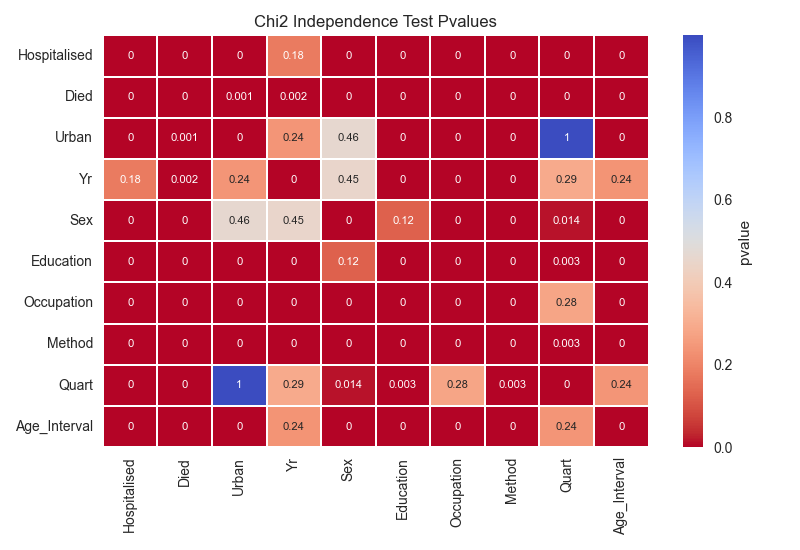 Chi2 Independence Test Pvalues
Hospitalised 0 0 0 0.18 0 0 0 0 0 0
Died 0 0 0.001 0.002 0 0 0 0 0 0
Urban 0 0.001 0 0.24 0.46 0 0 0 1 0
Yr 0.18 0.002 0.24 0 0.45 0 0 0 0.29 0.24
Sex 0 0 0.46 0.45 0 0.12 0 0 0.014 0
Education 0 0 0 0 0.12 0 0 0 0.003 0
Occupation 0 0 0 0 0 0 0 0 0.28 0
Method 0 0 0 0 0 0 0 0 0.003 0
Quart 0 0 1 0.29 0.014 0.003 0.28 0.003 0 0.24
Age_Interval 0 0 0 0.24 0 0 0 0 0.24 0
Hospitalised
Died
Urban
Yr
Sex
Education
Occupation
Method
Quart
Age_Interval
0.8
0.6
0.4
0.2
0.0
pvalue